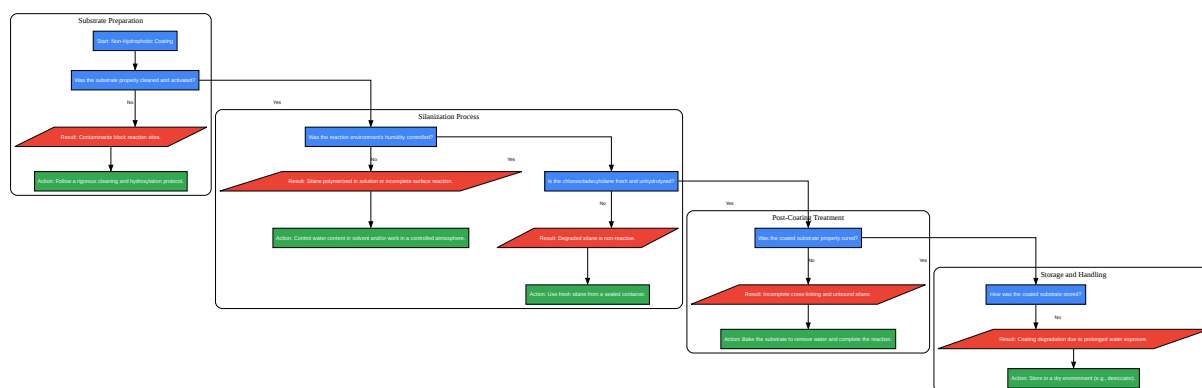 Substrate Preparation
Start: Non-Hydrophobic Coating
Was the substrate properly cleaned and activated?
No
Yes
Result: Contaminants block reaction sites.
Action: Follow a rigorous cleaning and hydroxylation protocol.
Silanization Process
Was the reaction environment's humidity controlled?
No
Yes
Result: Silane polymerized in solution or incomplete surface reaction.
Is the chlorooctadecylsilane fresh and unhydrolyzed?
Action: Control water content in solvent and/or work in a controlled atmosphere.
No
Yes
Result: Degraded silane is non-reactive.
Action: Use fresh silane from a sealed container.
Post-Coating Treatment
Was the coated substrate properly cured?
No
Yes
Result: Incomplete cross-linking and unbound silane.
Action: Bake the substrate to remove water and complete the reaction.
Storage and Handling
How was the coated substrate stored?
No
Result: Coating degradation due to prolonged water exposure.
Action: Store in a dry environment (e.g., desiccator).